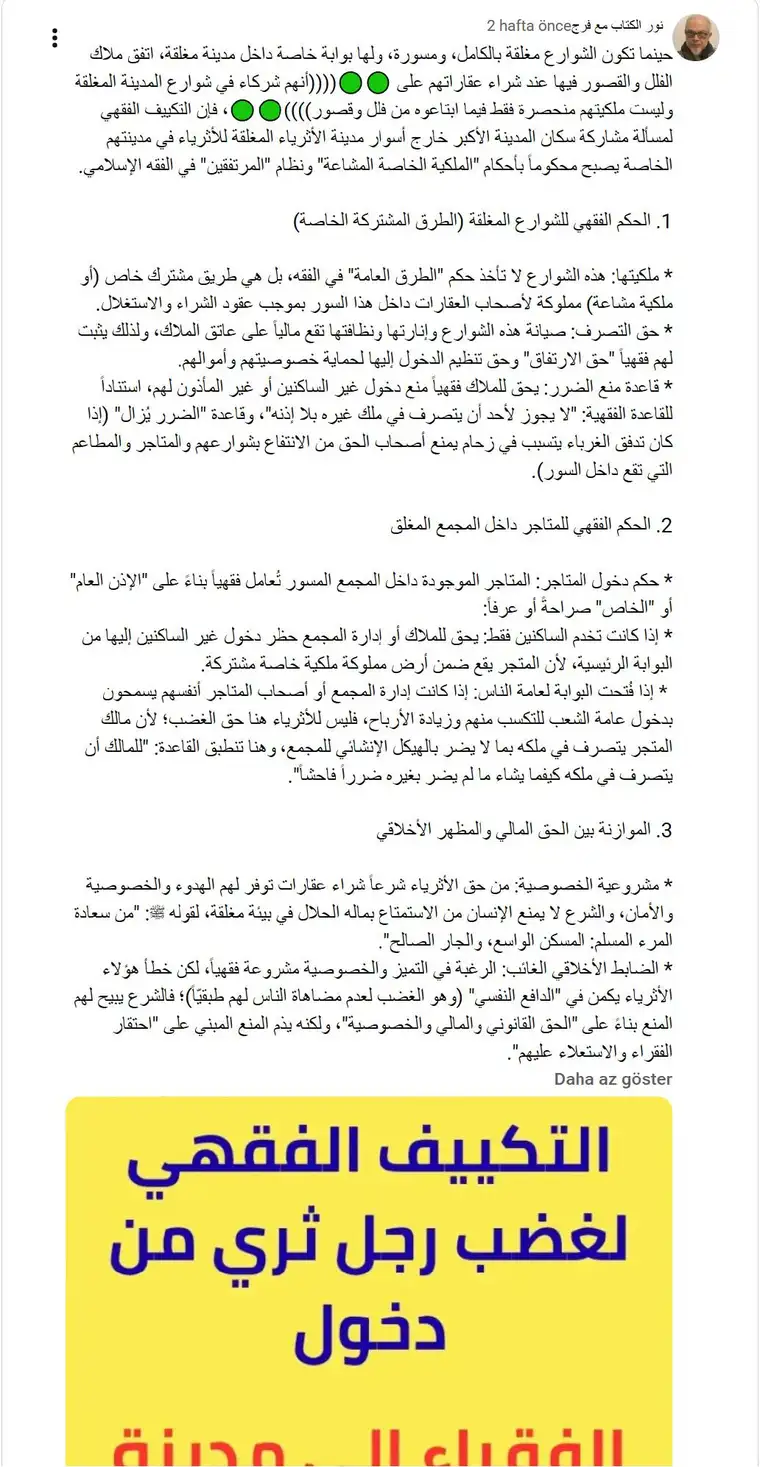 نور الكتاب مع فرج2 hafta önce
حينما تكون الشوارع مغلقة بالكامل، ومسورة، ولها بوابة خاصة داخل مدينة مغلقة، اتفق ملاك
الفلل والقصور فيها عند شراء عقاراتهم على 🟢🟢((((أنهم شركاء في شوارع المدينة المغلقة
وليست ملكيتهم منحصرة فقط فيما ابتاعوه من فلل وقصور))))🟢🟢، فإن التكييف الفقهي
لمسألة مشاركة سكان المدينة الأكبر خارج أسوار مدينة الأثرياء المغلقة للأثرياء في مدينتهم
الخاصة يصبح محكوماً بأحكام "الملكية الخاصة المشاعة" ونظام "المرتفقين" في الفقه الإسلامي.
1. الحكم الفقهي للشوارع المغلقة (الطرق المشتركة الخاصة)
* ملكيتها: هذه الشوارع لا تأخذ حكم "الطرق العامة" في الفقه، بل هي طريق مشترك خاص (أو
ملكية مشاعة) مملوكة لأصحاب العقارات داخل هذا السور بموجب عقود الشراء والاستغلال.
* حق التصرف: صيانة هذه الشوارع وإنارتها ونظافتها تقع مالياً على عاتق الملاك، ولذلك يثبت
لهم فقهياً "حق الارتفاق" وحق تنظيم الدخول إليها لحماية خصوصيتهم وأموالهم.
* قاعدة منع الضرر: يحق للملاك فقهياً منع دخول غير الساكنين أو غير المأذون لهم، استناداً
للقاعدة الفقهية: "لا يجوز لأحد أن يتصرف في ملك غيره بلا إذنه"، وقاعدة "الضرر يُزال" (إذا
كان تدفق الغرباء يتسبب في زحام يمنع أصحاب الحق من الانتفاع بشوارعهم والمتاجر والمطاعم
التي تقع داخل السور).
2. الحكم الفقهي للمتاجر داخل المجمع المغلق
* حكم دخول المتاجر: المتاجر الموجودة داخل المجمع المسور تُعامل فقهياً بناءً على "الإذن العام"
أو "الخاص" صراحةً أو عرفاً:
* إذا كانت تخدم الساكنين فقط: يحق للملاك أو إدارة المجمع حظر دخول غير الساكنين إليها من
البوابة الرئيسية، لأن المتجر يقع ضمن أرض مملوكة ملكية خاصة مشتركة.
* إذا فُتحت البوابة لعامة الناس: إذا كانت إدارة المجمع أو أصحاب المتاجر أنفسهم يسمحون
بدخول عامة الشعب للتكسب منهم وزيادة الأرباح، فليس للأثرياء هنا حق الغضب؛ لأن مالك
المتجر يتصرف في ملكه بما لا يضر بالهيكل الإنشائي للمجمع، وهنا تنطبق القاعدة: "للمالك أن
يتصرف في ملكه كيفما يشاء ما لم يضر بغيره ضرراً فاحشاً".
3. الموازنة بين الحق المالي والمظهر الأخلاقي
* مشروعية الخصوصية: من حق الأثرياء شرعاً شراء عقارات توفر لهم الهدوء والخصوصية
والأمان، والشرع لا يمنع الإنسان من الاستمتاع بماله الحلال في بيئة مغلقة، لقوله ﷺ: "من سعادة
المرء المسلم: المسكن الواسع، والجار الصالح".
* الضابط الأخلاقي الغائب: الرغبة في التميز والخصوصية مشروعة فقهياً، لكن خطأ هؤلاء
الأثرياء يكمن في "الدافع النفسي" (وهو الغضب لعدم مضاهاة الناس لهم طبقيّاً)؛ فالشرع يبيح لهم
المنع بناءً على "الحق القانوني والمالي والخصوصية"، ولكنه يذم المنع المبني على "احتقار
الفقراء والاستعلاء عليهم".
Daha az göster
التكييف الفقهي
لغضب رجل ثري من
دخول
الفقراء إلى مدينة